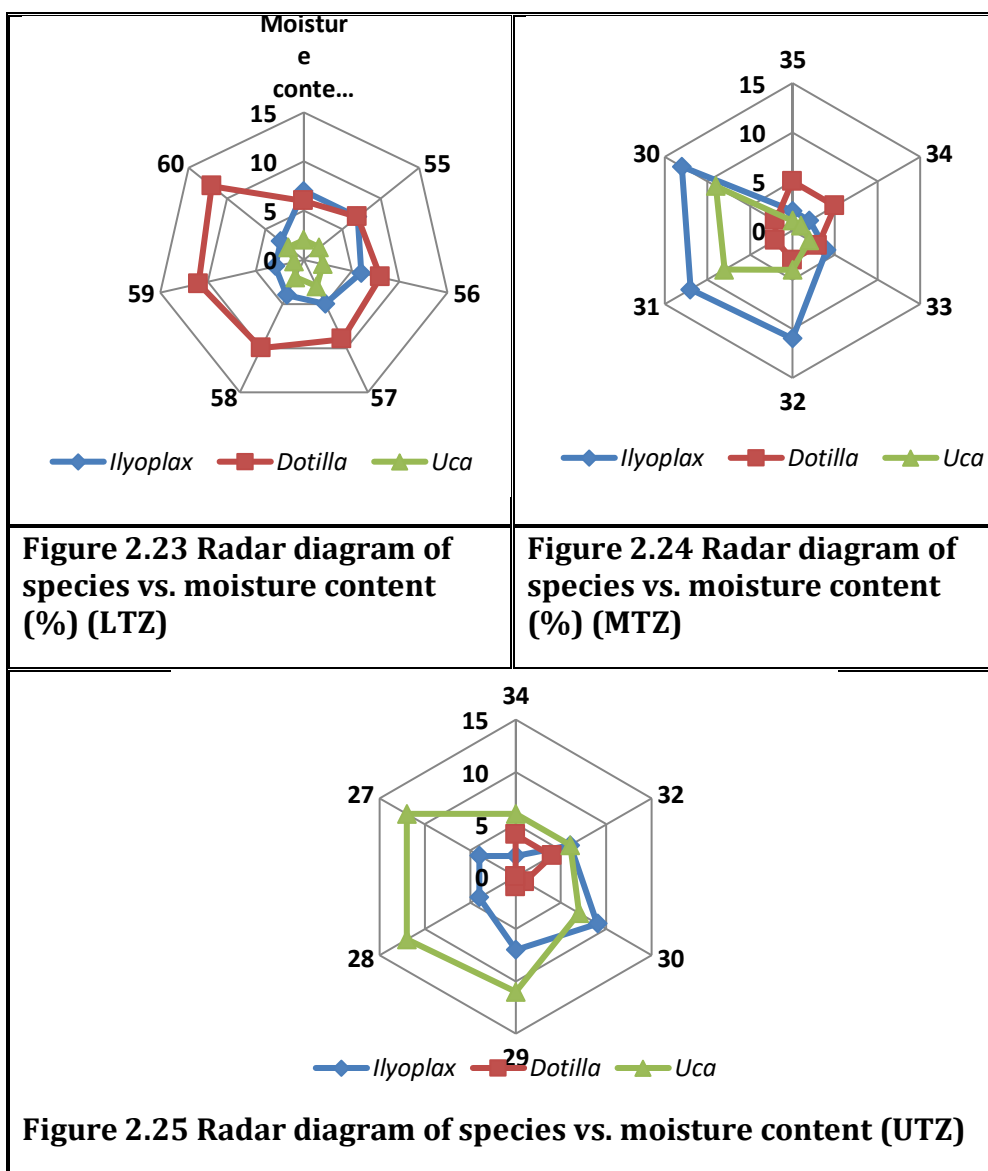 Moistur
e
conte...
15
10
5
0
55
56
57
58
59
60
Ilyoplax Dotilla Uca
35
15
10
5
0
34
33
32
31
30
Ilyoplax Dotilla Uca
Figure 2.23 Radar diagram of
species vs. moisture content
(%) (LTZ)
Figure 2.24 Radar diagram of
species vs. moisture content
(%) (MTZ)
34
15
10
5
0
32
30
29
28
27
Ilyoplax Dotilla Uca
Figure 2.25 Radar diagram of species vs. moisture content (UTZ)